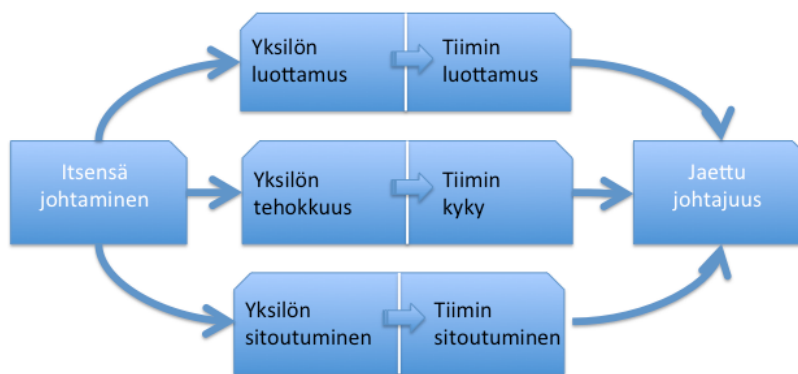 Yksilön
luottamus
Tiimin
luottamus
Itsensä
johtaminen
Yksilön
tehokkuus
Tiimin
kyky
Jaettu
johtajuus
Yksilön
sitoutuminen
Tiimin
sitoutuminen